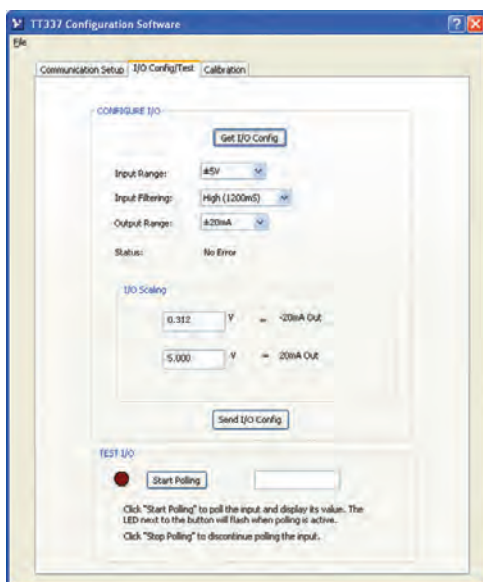 TT337 Configuration Software
File
Communication Setup I/O Config/Test Calibration
CONFIGURE I/O
Get I/O Config
Input Range: ±5V
Input Filtering: High (1200mS)
Output Range: ±20mA
Status: No Error
I/O Scaling
0.312 V = -20mA Out
5.000 V = 20mA Out
Send I/O Config
TEST I/O
Start Polling
Click "Start Polling" to poll the input and display its value. The
LED next to the button will flash when polling is active.
Click "Stop Polling" to discontinue polling the input.